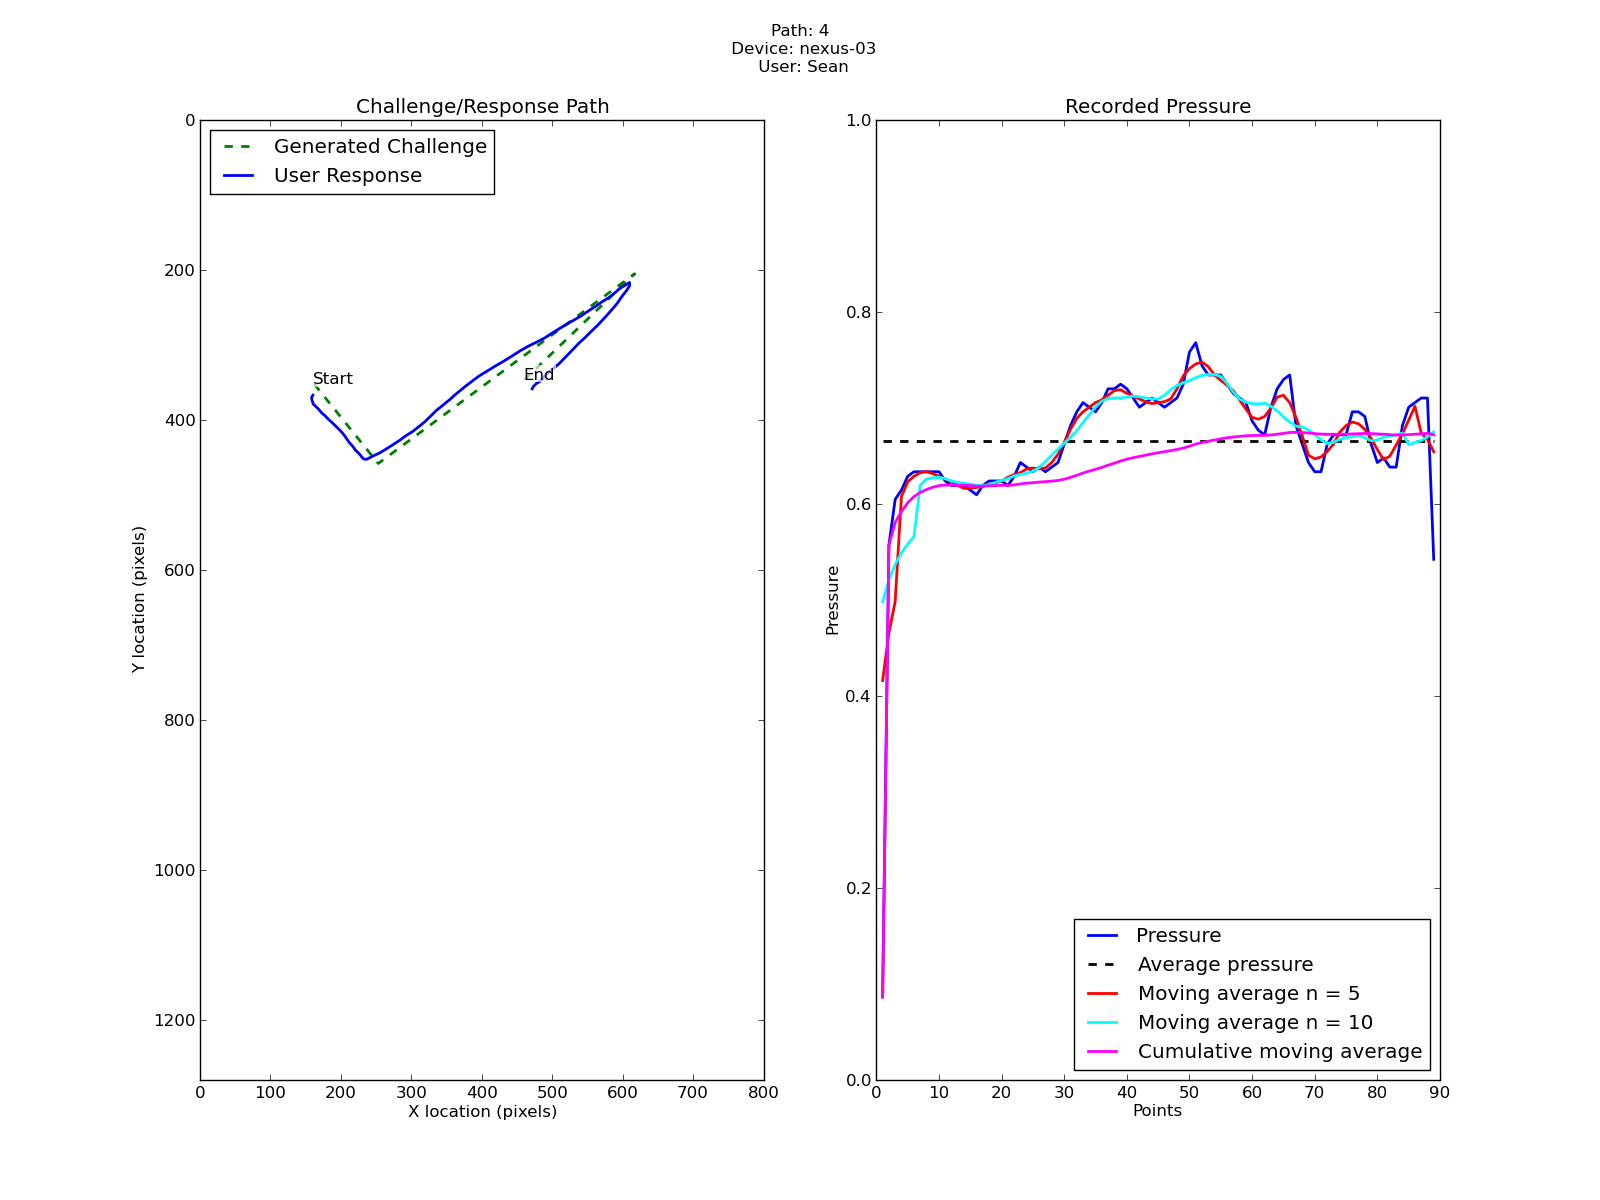 Path: 4
Device: nexus-03
User: Sean
Challenge/Response Path
Generated Challenge
User Response
Start
End
0
200
400
600
800
1000
1200
Y location (pixels)
0 100 200 300 400 500 600 700 800
X location (pixels)
Recorded Pressure
1.0
0.8
0.6
0.4
0.2
0.0
Pressure
Pressure
Average pressure
Moving average n = 5
Moving average n = 10
Cumulative moving average
0 10 20 30 40 50 60 70 80 90
Points